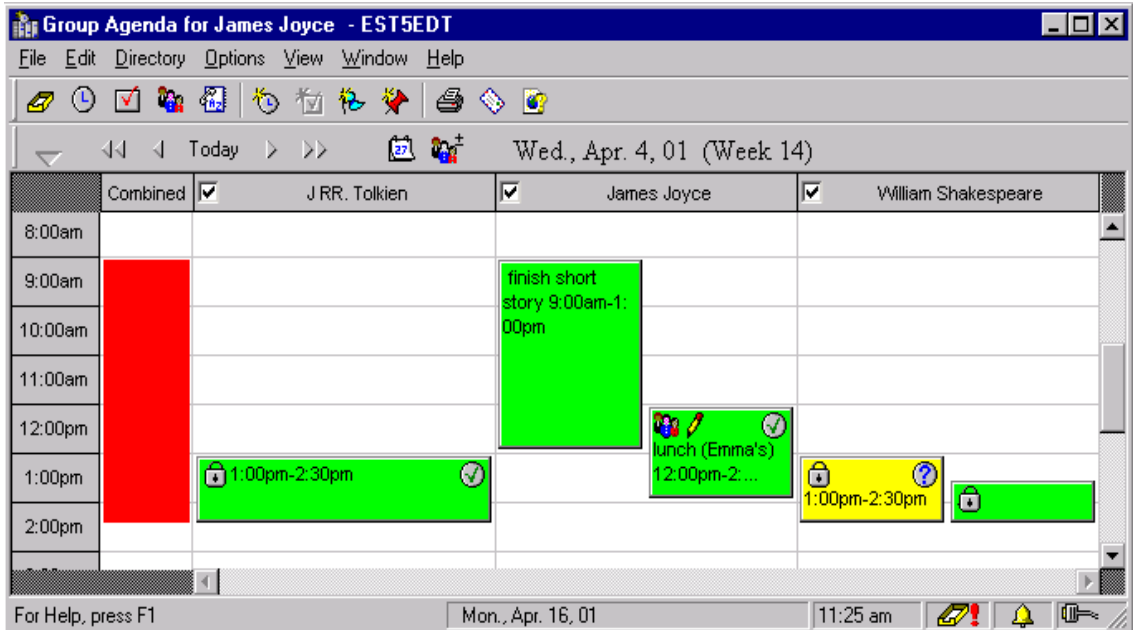 Group Agenda for James Joyce - EST5EDT
File Edit Directory Options View Window Help
Today
27
Wed., Apr. 4, 01 (Week 14)
Combined
J RR. Tolkien
James Joyce
William Shakespeare
8:00am
9:00am
10:00am
11:00am
12:00pm
1:00pm
2:00pm
finish short
story 9:00am-1:
00pm
lunch (Emma's)
12:00pm-2:...
1:00pm-2:30pm
1:00pm-2:30pm
For Help, press F1
Mon., Apr. 16, 01
11:25 am